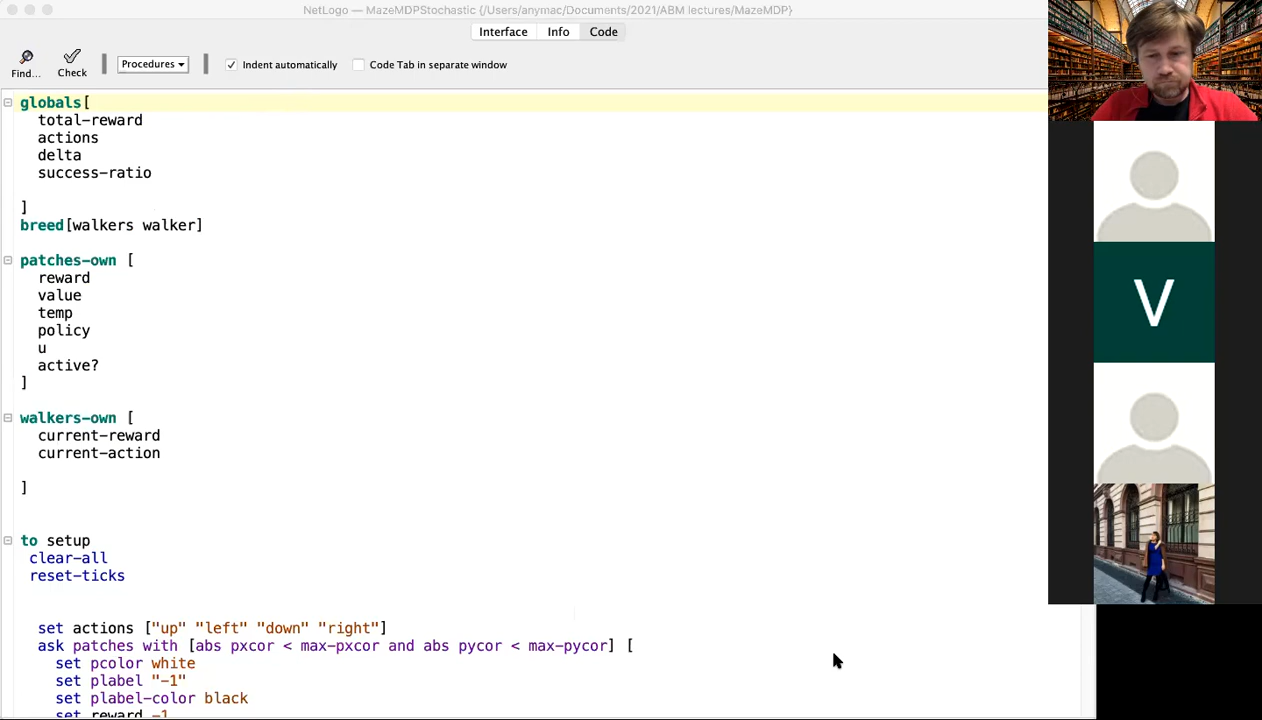 NetLogo — MazeMDPStochastic {/Users/anymac/Documents/2021/ABM lectures/MazeMDP}
Interface Info Code
Find... Check Procedures Indent automatically Code Tab in separate window
globals[
total-reward
actions
delta
success-ratio
]
breed[walkers walker]
patches-own [
reward
value
temp
policy
u
active?
]
walkers-own [
current-reward
current-action
]
to setup
clear-all
reset-ticks
set actions ["up" "left" "down" "right"]
ask patches with [abs pxcor < max-pxcor and abs pycor < max-pycor] [
set pcolor white
set plabel "-1"
set plabel-color black
set reward -1
V